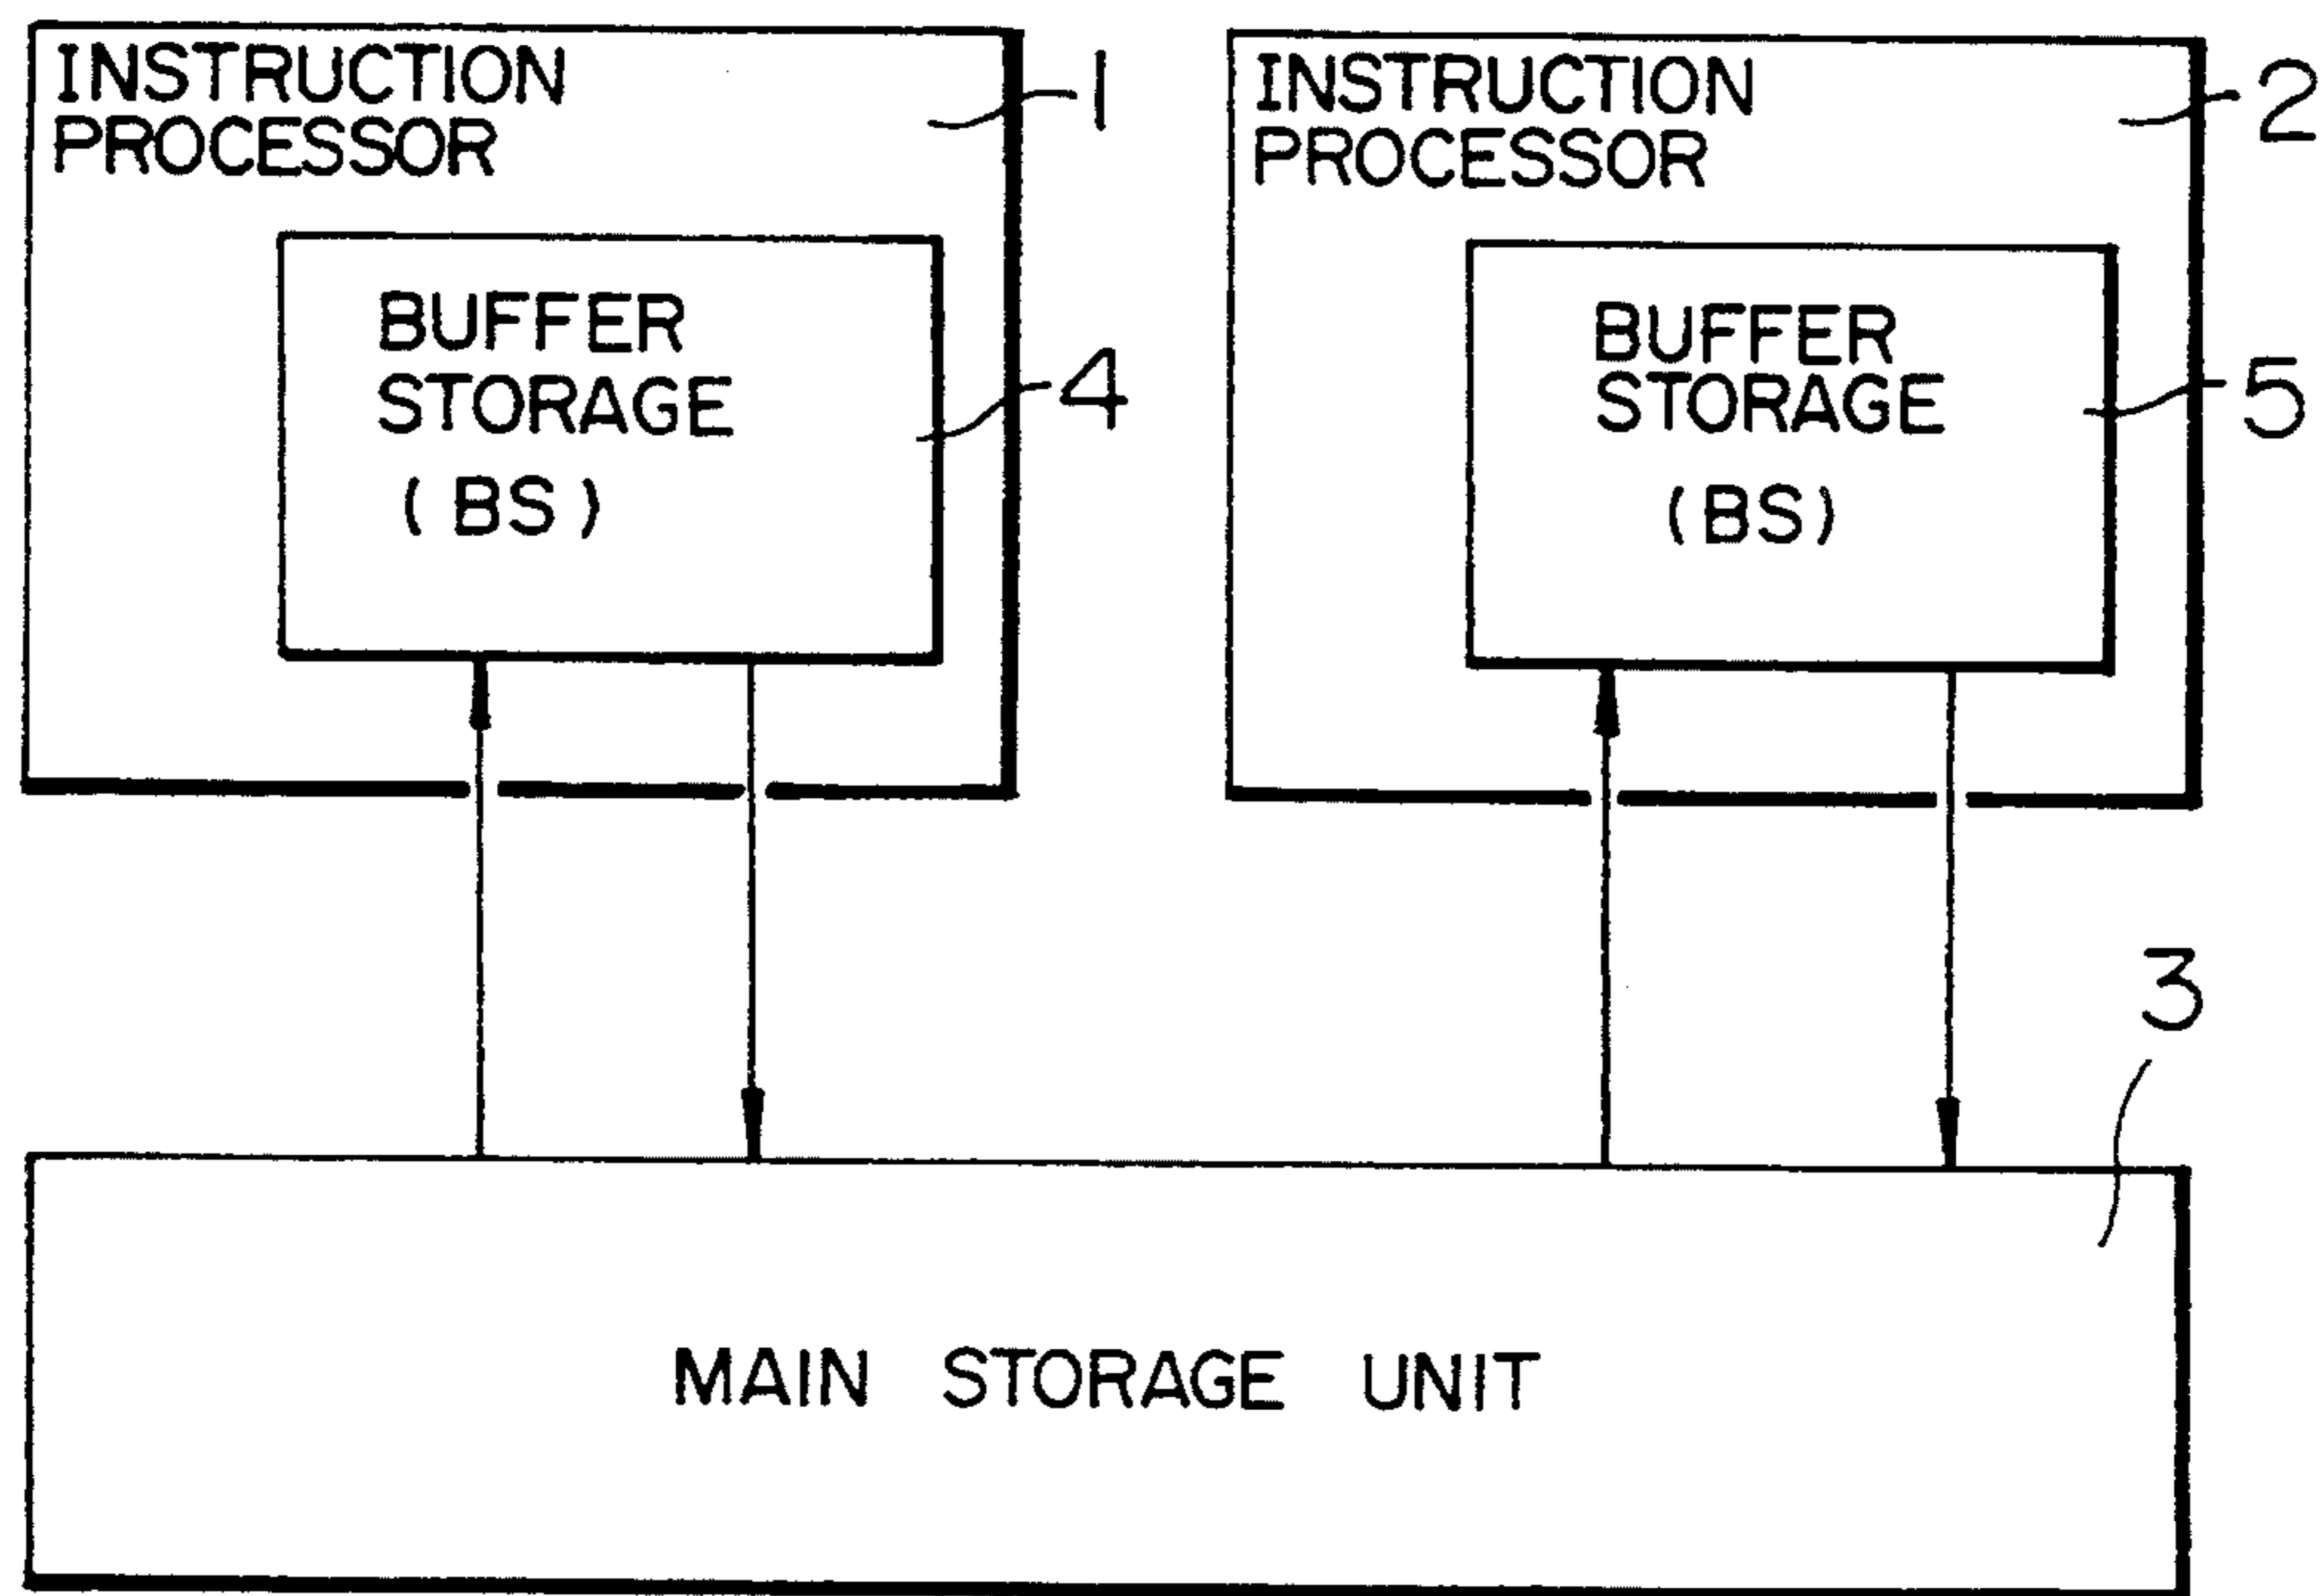 INSTRUCTION
PROCESSOR
1
BUFFER
STORAGE
(BS)
4
INSTRUCTION
PROCESSOR
2
BUFFER
STORAGE
(BS)
5
3
MAIN STORAGE UNIT